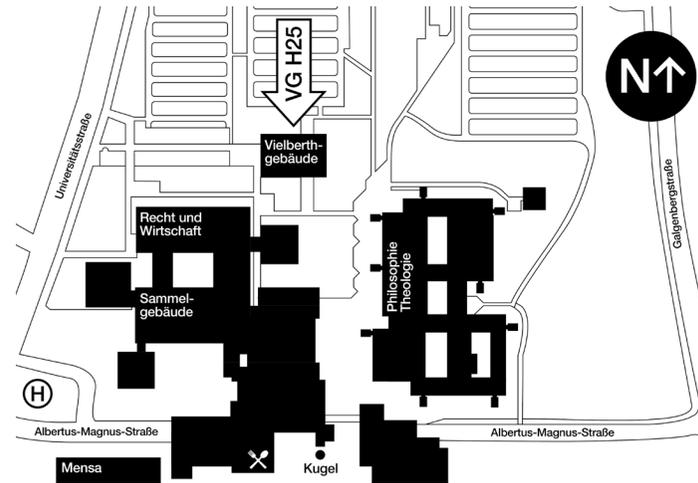 VG H25
N↑
Vielberth-
gebäude
Universitätsstraße
Galgenbergstraße
Recht und
Wirtschaft
Philosophie
Theologie
Sammel-
gebäude
H
Albertus-Magnus-Straße
Albertus-Magnus-Straße
Mensa
Kugel